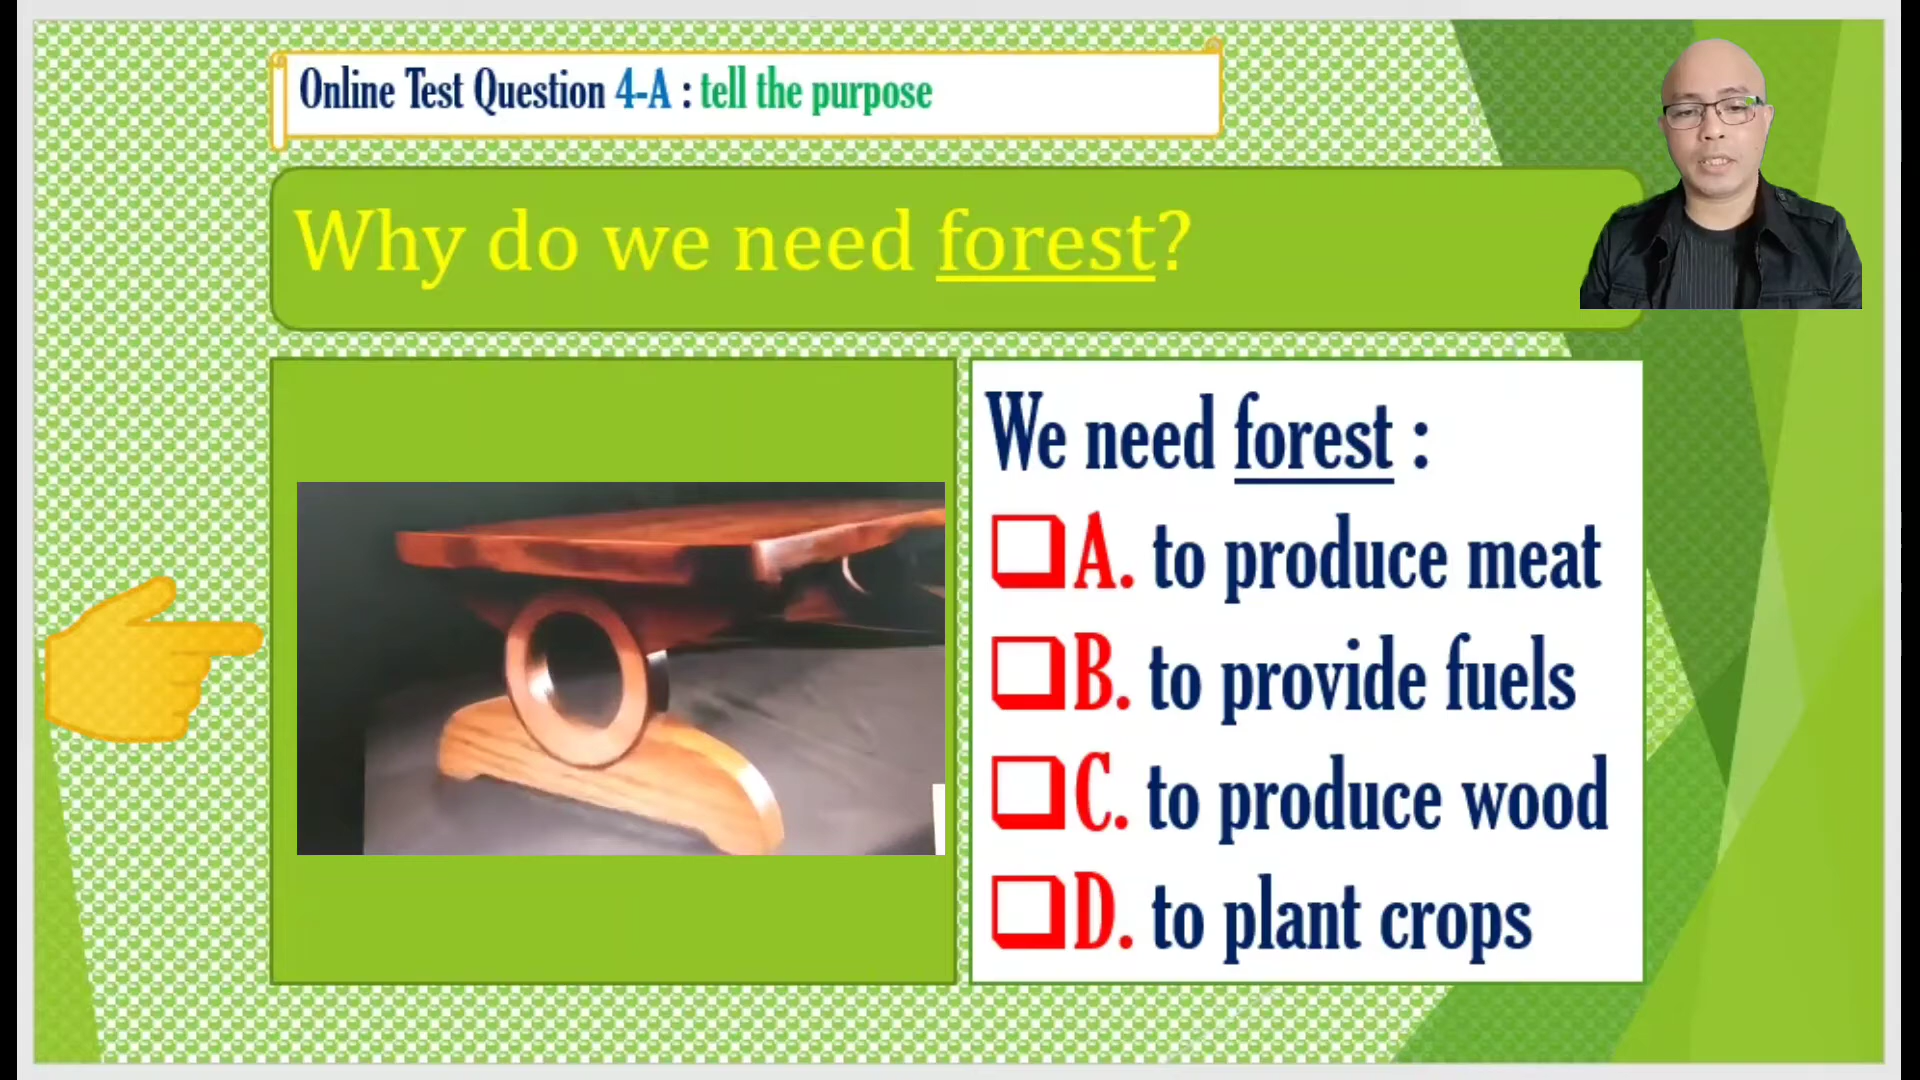 Online Test Question 4-A : tell the purpose
Why do we need forest?
We need forest :
A. to produce meat
B. to provide fuels
C. to produce wood
D. to plant crops